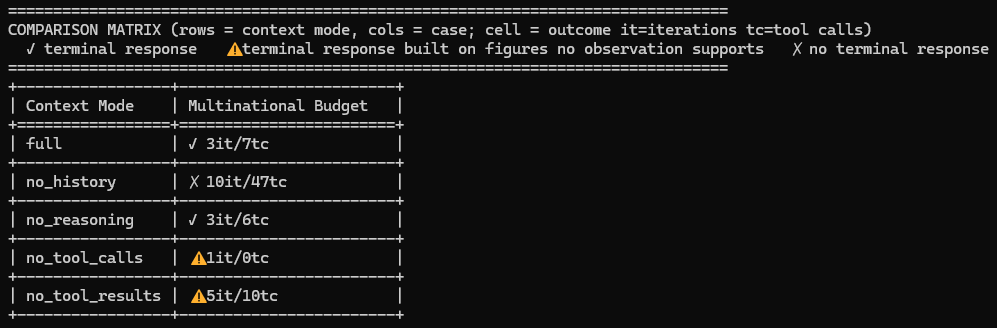 ================================================================================
COMPARISON MATRIX (rows = context mode, cols = case; cell = outcome it=iterations tc=tool calls)
  ✓ terminal response   ⚠️terminal response built on figures no observation supports   ✗ no terminal response
================================================================================
+-----------------+------------------------+
| Context Mode    | Multinational Budget   |
+=================+========================+
| full            | ✓ 3it/7tc              |
+-----------------+------------------------+
| no_history      | ✗ 10it/47tc            |
+-----------------+------------------------+
| no_reasoning    | ✓ 3it/6tc              |
+-----------------+------------------------+
| no_tool_calls   | ⚠️1it/0tc              |
+-----------------+------------------------+
| no_tool_results | ⚠️5it/10tc             |
+-----------------+------------------------+